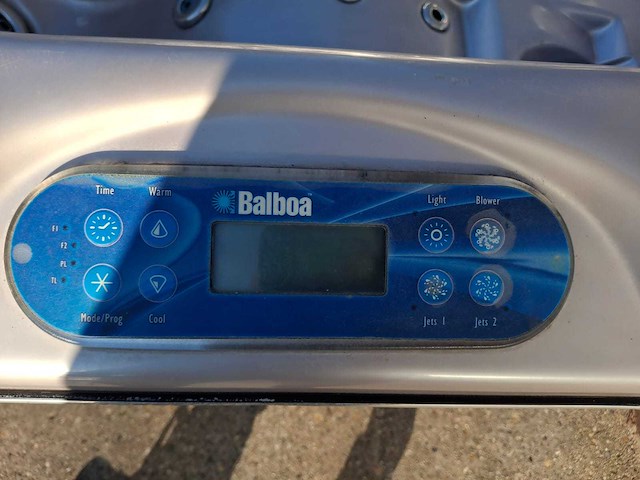 Time Warm
Balboa
Light Blower
F1
F2
PL
TL
Mode/Prog Cool
Jets 1 Jets 2